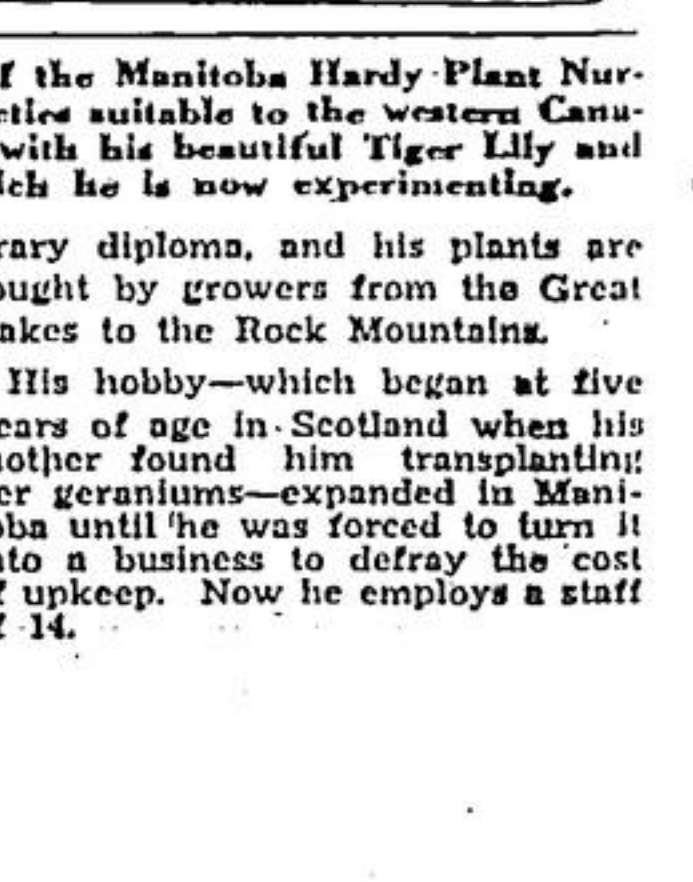 f the Manitoba Hardy Plant Nur-
eties suitable to the western Cana-
with his beautiful Tiger Lily and
ich he is now experimenting.
rary diploma, and his plants are
ought by growers from the Great
akes to the Rock Mountains.
His hobby—which began at five
ears of age in Scotland when his
nother found him transplanting
er geraniums—expanded in Mani-
oba until he was forced to turn it
nto a business to defray the cost
f upkeep. Now he employs a staff
f 14.